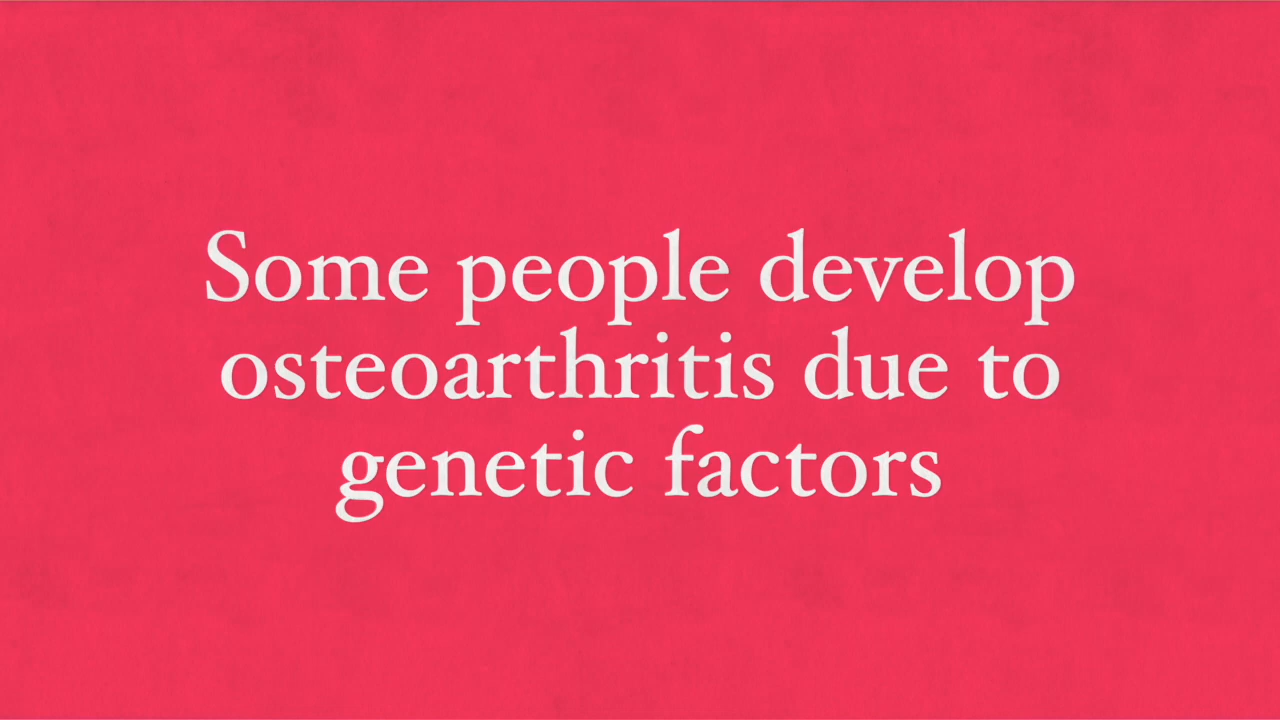 Some people develop
osteoarthritis due to
genetic factors